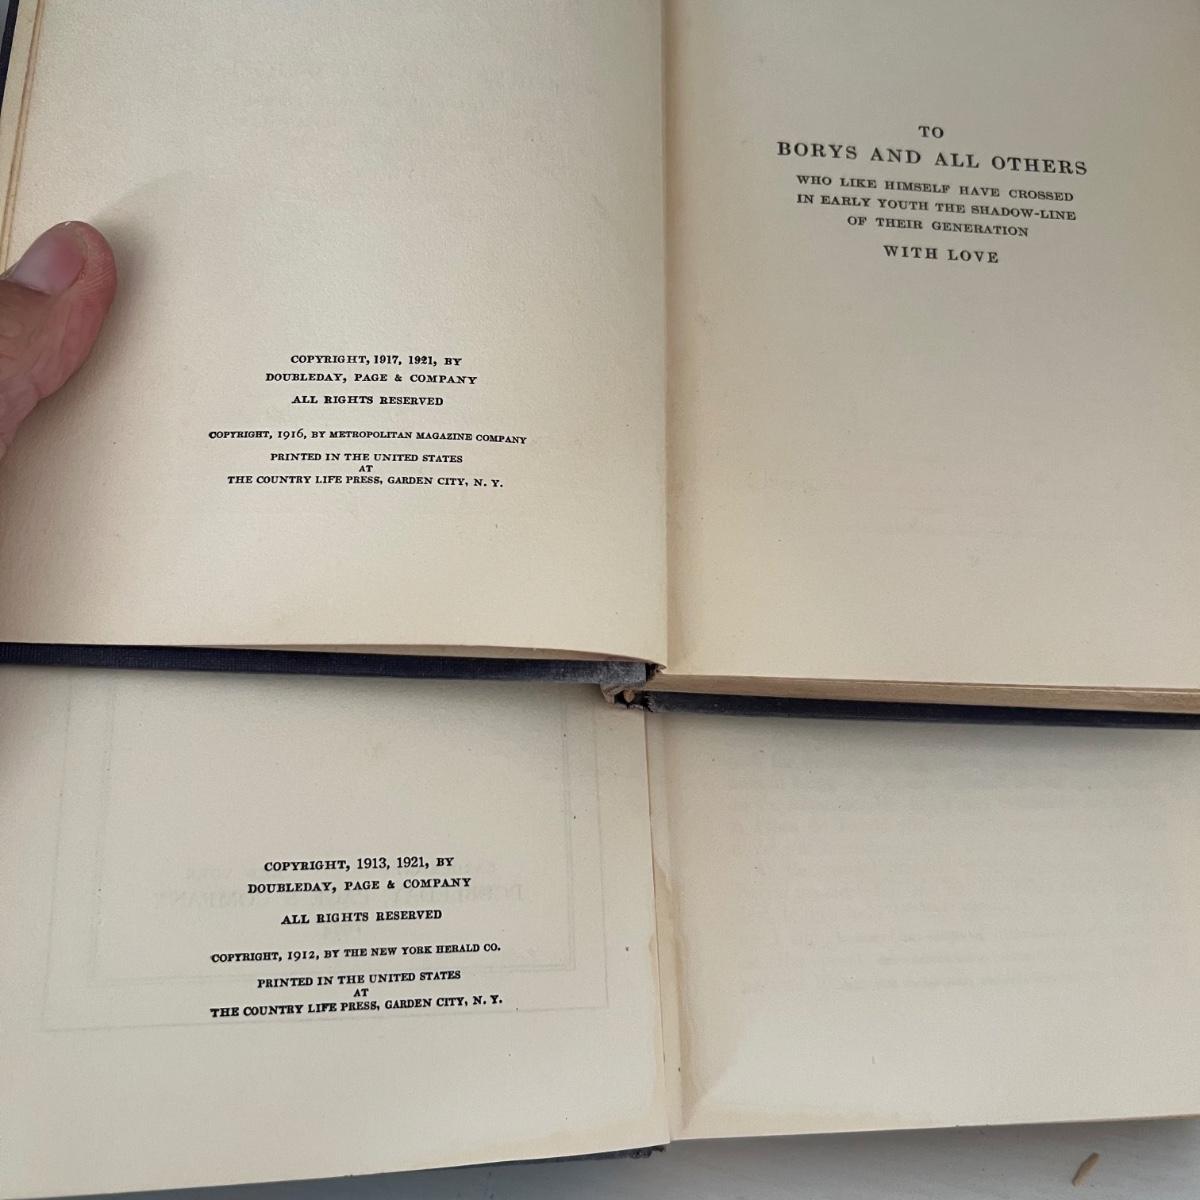 COPYRIGHT, 1917, 1921, BY
DOUBLEDAY, PAGE & COMPANY
ALL RIGHTS RESERVED
COPYRIGHT, 1916, BY METROPOLITAN MAGAZINE COMPANY
PRINTED IN THE UNITED STATES
AT
THE COUNTRY LIFE PRESS, GARDEN CITY, N. Y.
TO
BORYS AND ALL OTHERS
WHO LIKE HIMSELF HAVE CROSSED
IN EARLY YOUTH THE SHADOW-LINE
OF THEIR GENERATION
WITH LOVE
COPYRIGHT, 1913, 1921, BY
DOUBLEDAY, PAGE & COMPANY
ALL RIGHTS RESERVED
COPYRIGHT, 1912, BY THE NEW YORK HERALD CO.
PRINTED IN THE UNITED STATES
AT
THE COUNTRY LIFE PRESS, GARDEN CITY, N. Y.